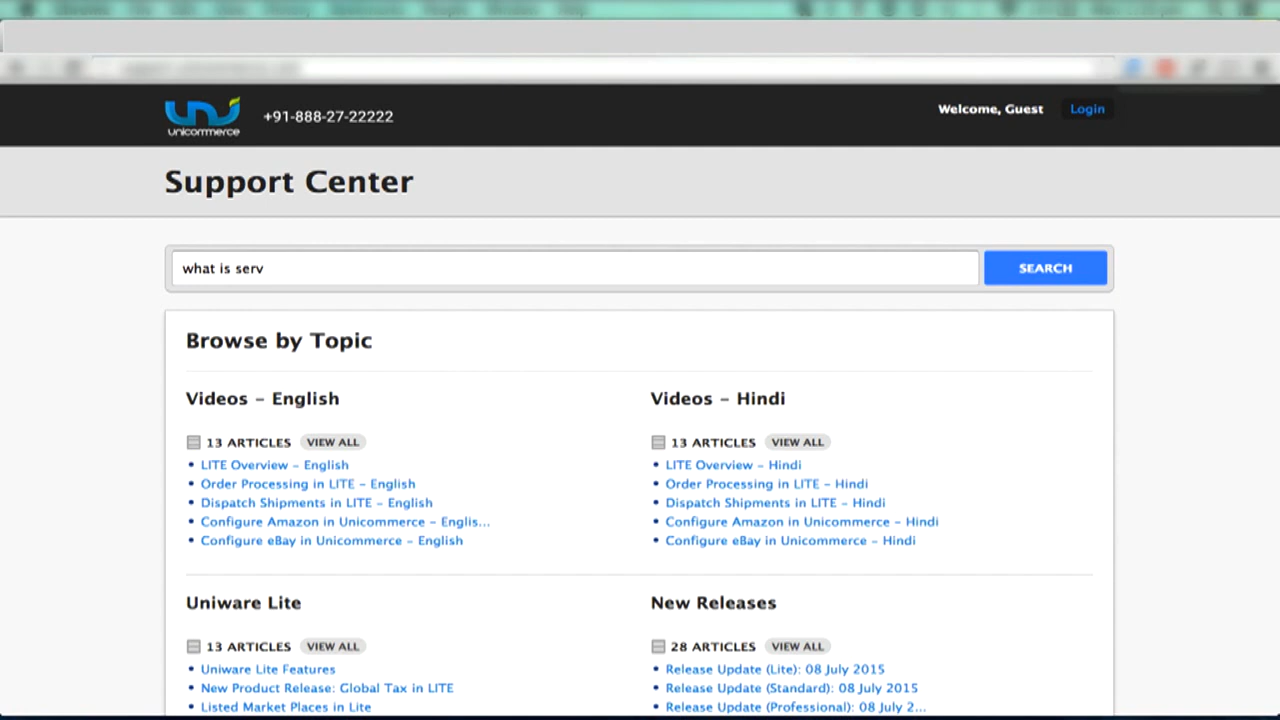 unicommerce
+91-888-27-22222
Welcome, Guest
Login
Support Center
what is serv
SEARCH
Browse by Topic
Videos – English
13 ARTICLES VIEW ALL
• LITE Overview – English
• Order Processing in LITE – English
• Dispatch Shipments in LITE – English
• Configure Amazon in Unicommerce – Englis...
• Configure eBay in Unicommerce – English
Videos – Hindi
13 ARTICLES VIEW ALL
• LITE Overview – Hindi
• Order Processing in LITE – Hindi
• Dispatch Shipments in LITE – Hindi
• Configure Amazon in Unicommerce – Hindi
• Configure eBay in Unicommerce – Hindi
Uniware Lite
13 ARTICLES VIEW ALL
• Uniware Lite Features
• New Product Release: Global Tax in LITE
• Listed Market Places in Lite
New Releases
28 ARTICLES VIEW ALL
• Release Update (Lite): 08 July 2015
• Release Update (Standard): 08 July 2015
• Release Update (Professional): 08 July 2...